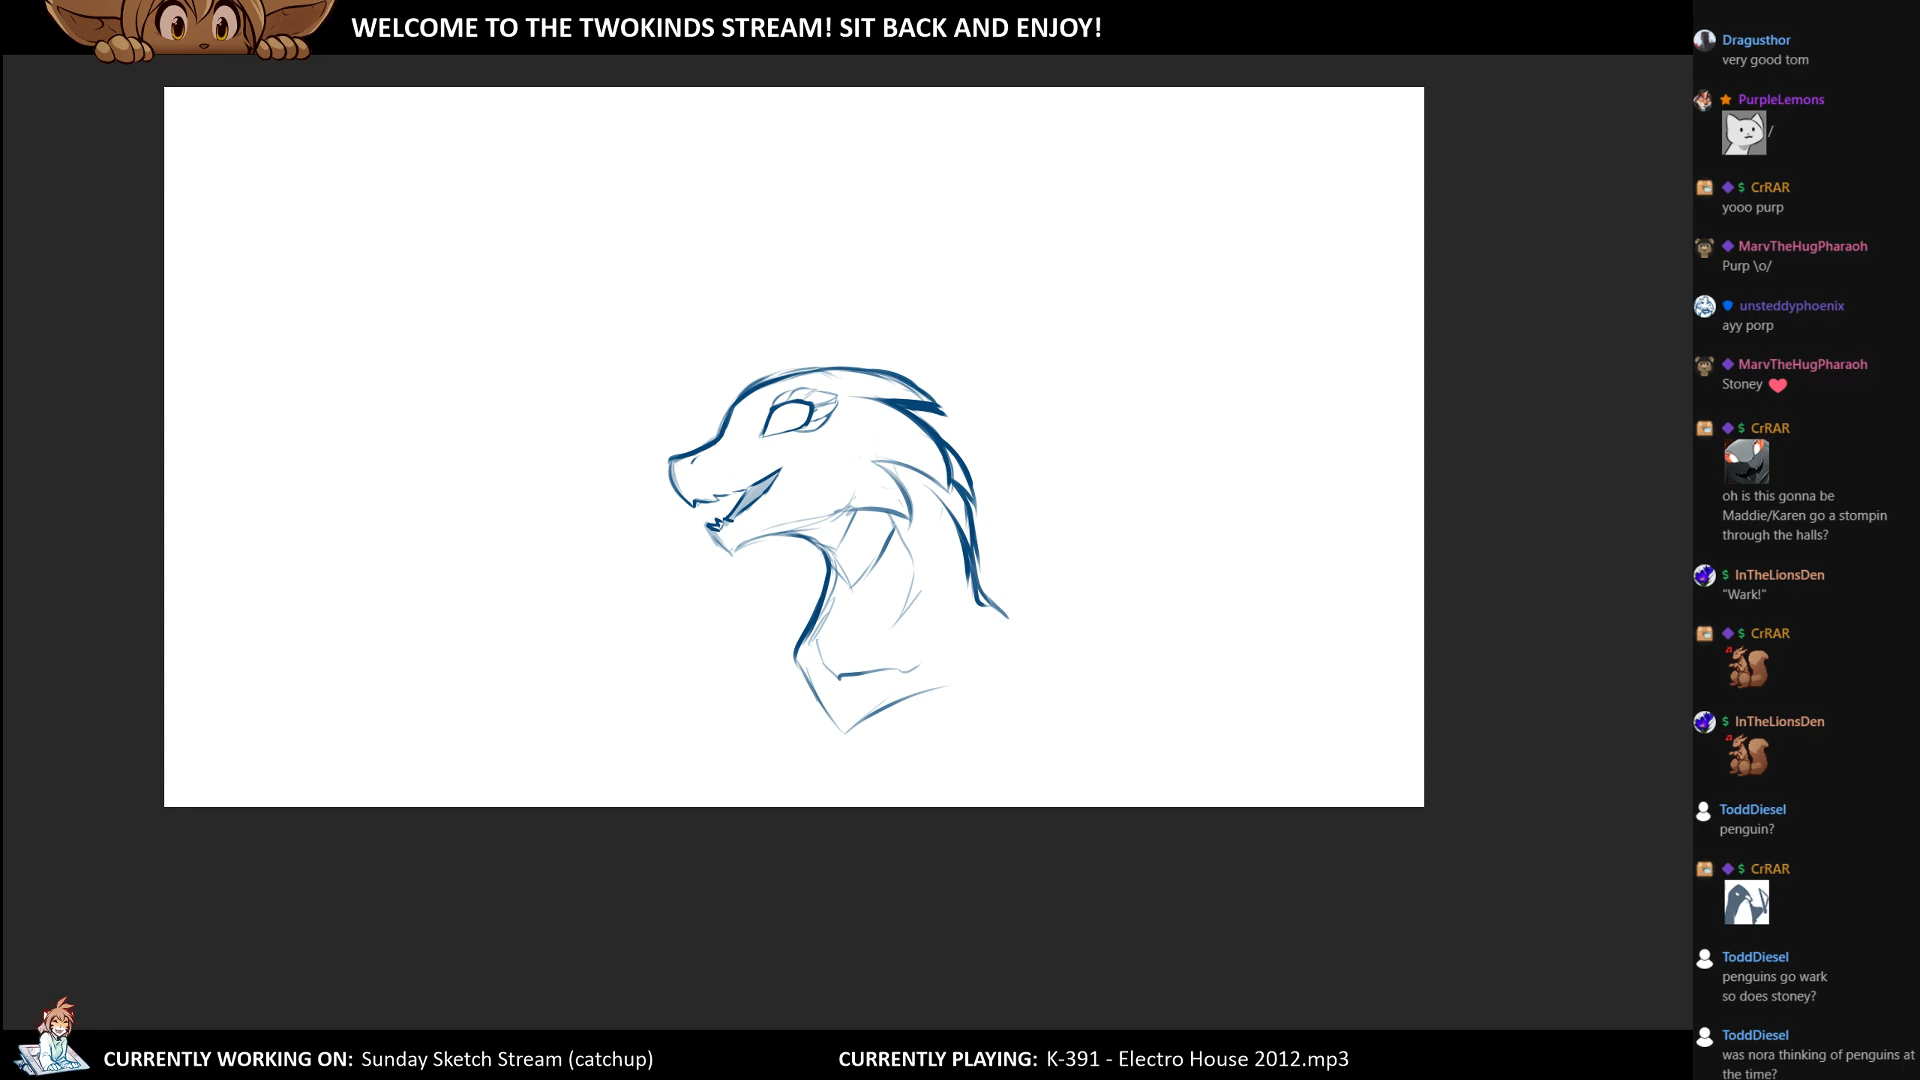 WELCOME TO THE TWOKINDS STREAM! SIT BACK AND ENJOY!
Dragusthor
very good tom
PurpleLemons
/
$ CrRAR
yooo purp
MarvTheHugPharaoh
Purp \o/
unsteddyphoenix
ayy porp
MarvTheHugPharaoh
Stoney
$ CrRAR
oh is this gonna be
Maddie/Karen go a stompin
through the halls?
$ InTheLionsDen
"Wark!"
$ CrRAR
$ InTheLionsDen
ToddDiesel
penguin?
$ CrRAR
ToddDiesel
penguins go wark
so does stoney?
ToddDiesel
was nora thinking of penguins at
the time?
CURRENTLY WORKING ON: Sunday Sketch Stream (catchup)
CURRENTLY PLAYING: K-391 - Electro House 2012.mp3